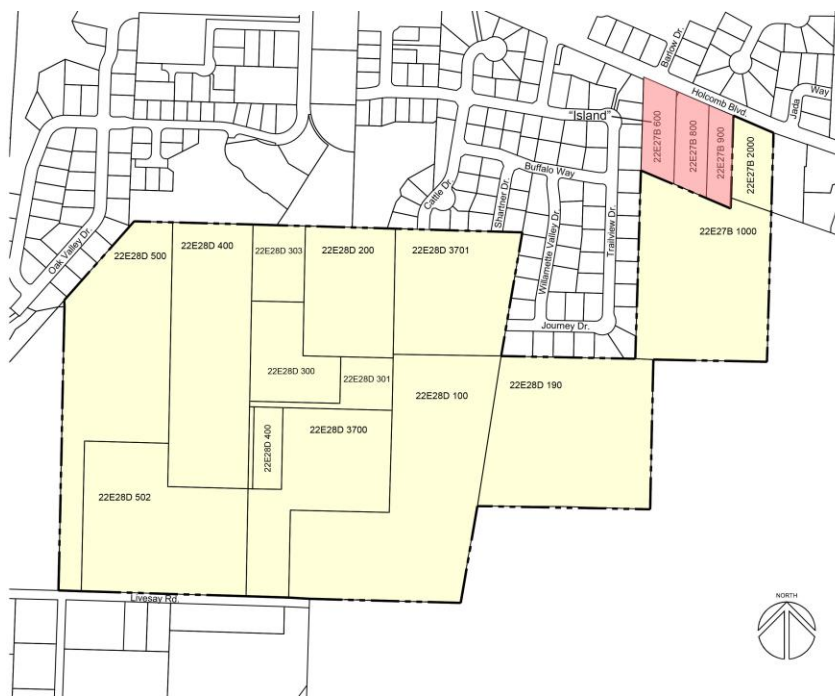 Barlow Dr.
Holcomb Blvd.
Jada
Way
"Island"
22E27B 600
22E27B 800
22E27B 900
22E27B 2000
Buffalo Way
Cattle Dr.
Shartner Dr.
Willamette Valley Dr.
Trailview Dr.
Oak Valley Dr.
22E27B 1000
22E28D 500
22E28D 400
22E28D 303
22E28D 200
22E28D 3701
Journey Dr.
22E28D 300
22E28D 301
22E28D 100
22E28D 190
22E28D 400
22E28D 3700
22E28D 502
Livesay Rd.
NORTH